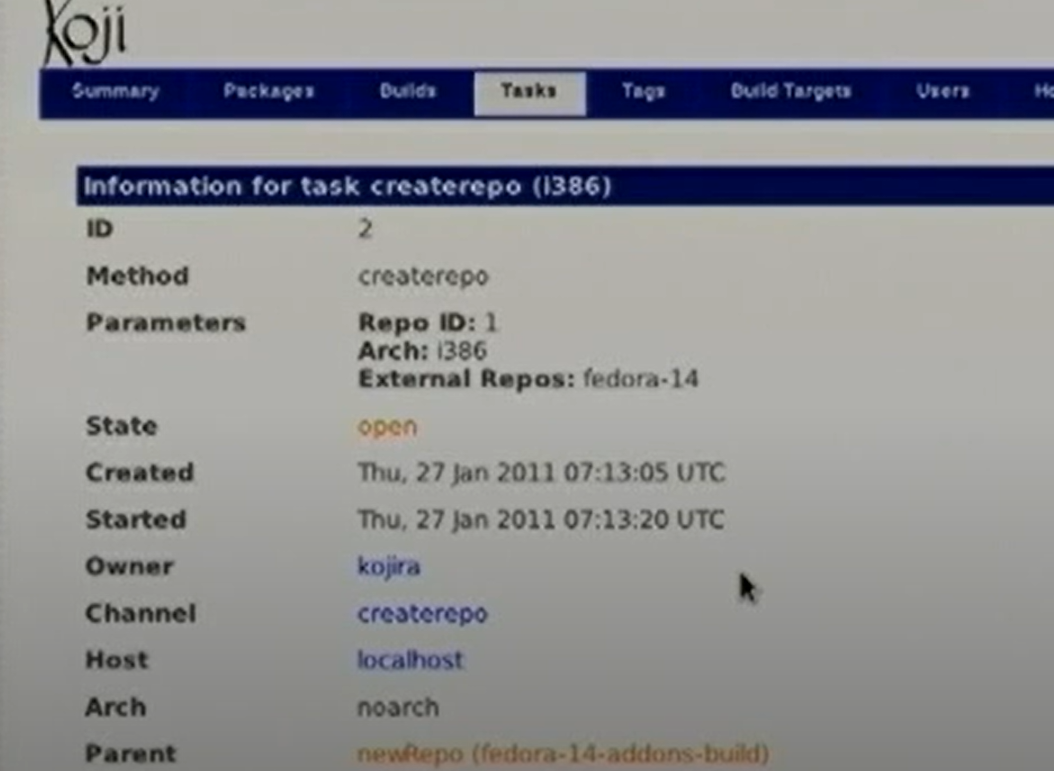 Koji
Summary Packages Builds Tasks Tags Build Targets Users
Information for task createrepo (i386)
ID 2
Method createrepo
Parameters Repo ID: 1
Arch: i386
External Repos: fedora-14
State open
Created Thu, 27 Jan 2011 07:13:05 UTC
Started Thu, 27 Jan 2011 07:13:20 UTC
Owner kojira
Channel createrepo
Host localhost
Arch noarch
Parent newRepo (fedora-14-addons-build)